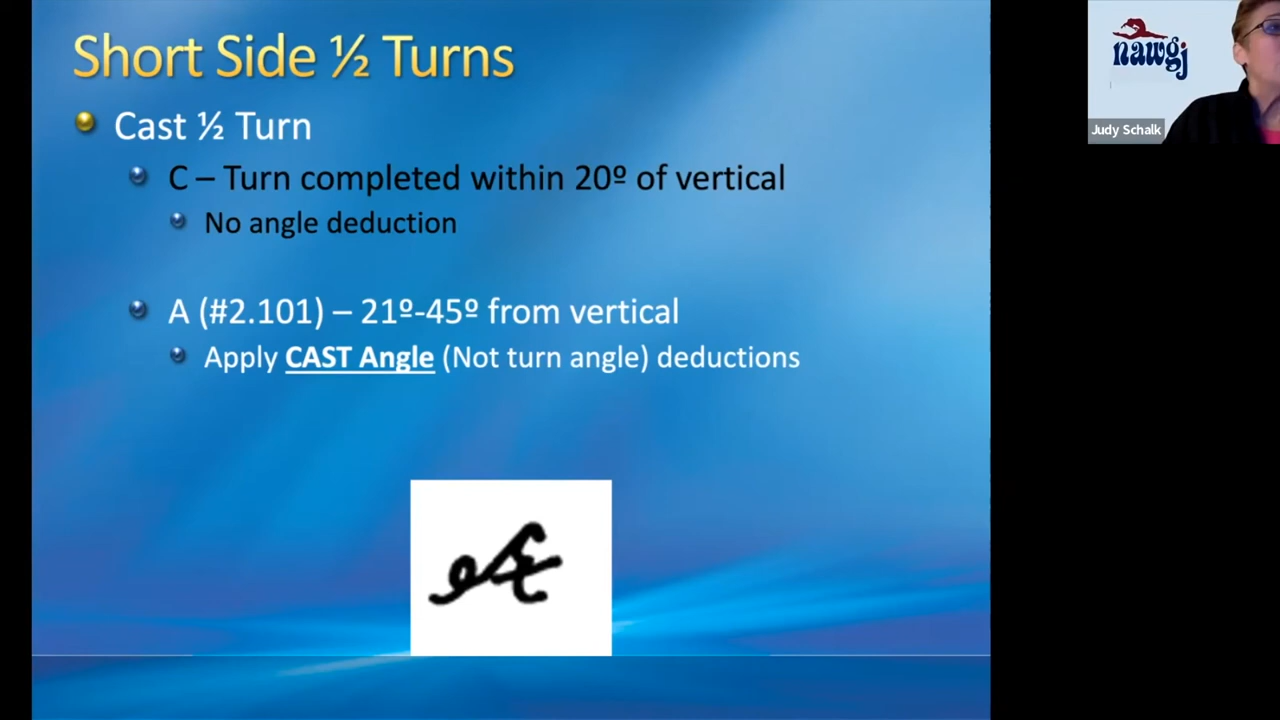 Short Side ½ Turns
Cast ½ Turn
C – Turn completed within 20º of vertical
No angle deduction
A (#2.101) – 21º-45º from vertical
Apply CAST Angle (Not turn angle) deductions
nawgj
Judy Schalk